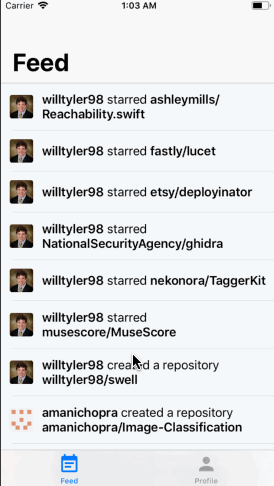 Carrier 1:03 AM
Feed
willtyler98 starred ashleymills/
Reachability.swift
willtyler98 starred fastly/lucet
willtyler98 starred etsy/deployinator
willtyler98 starred
NationalSecurityAgency/ghidra
willtyler98 starred nekonora/TaggerKit
willtyler98 starred
musescore/MuseScore
willtyler98 created a repository
willtyler98/swell
amanichopra created a repository
amanichopra/Image-Classification
Feed Profile